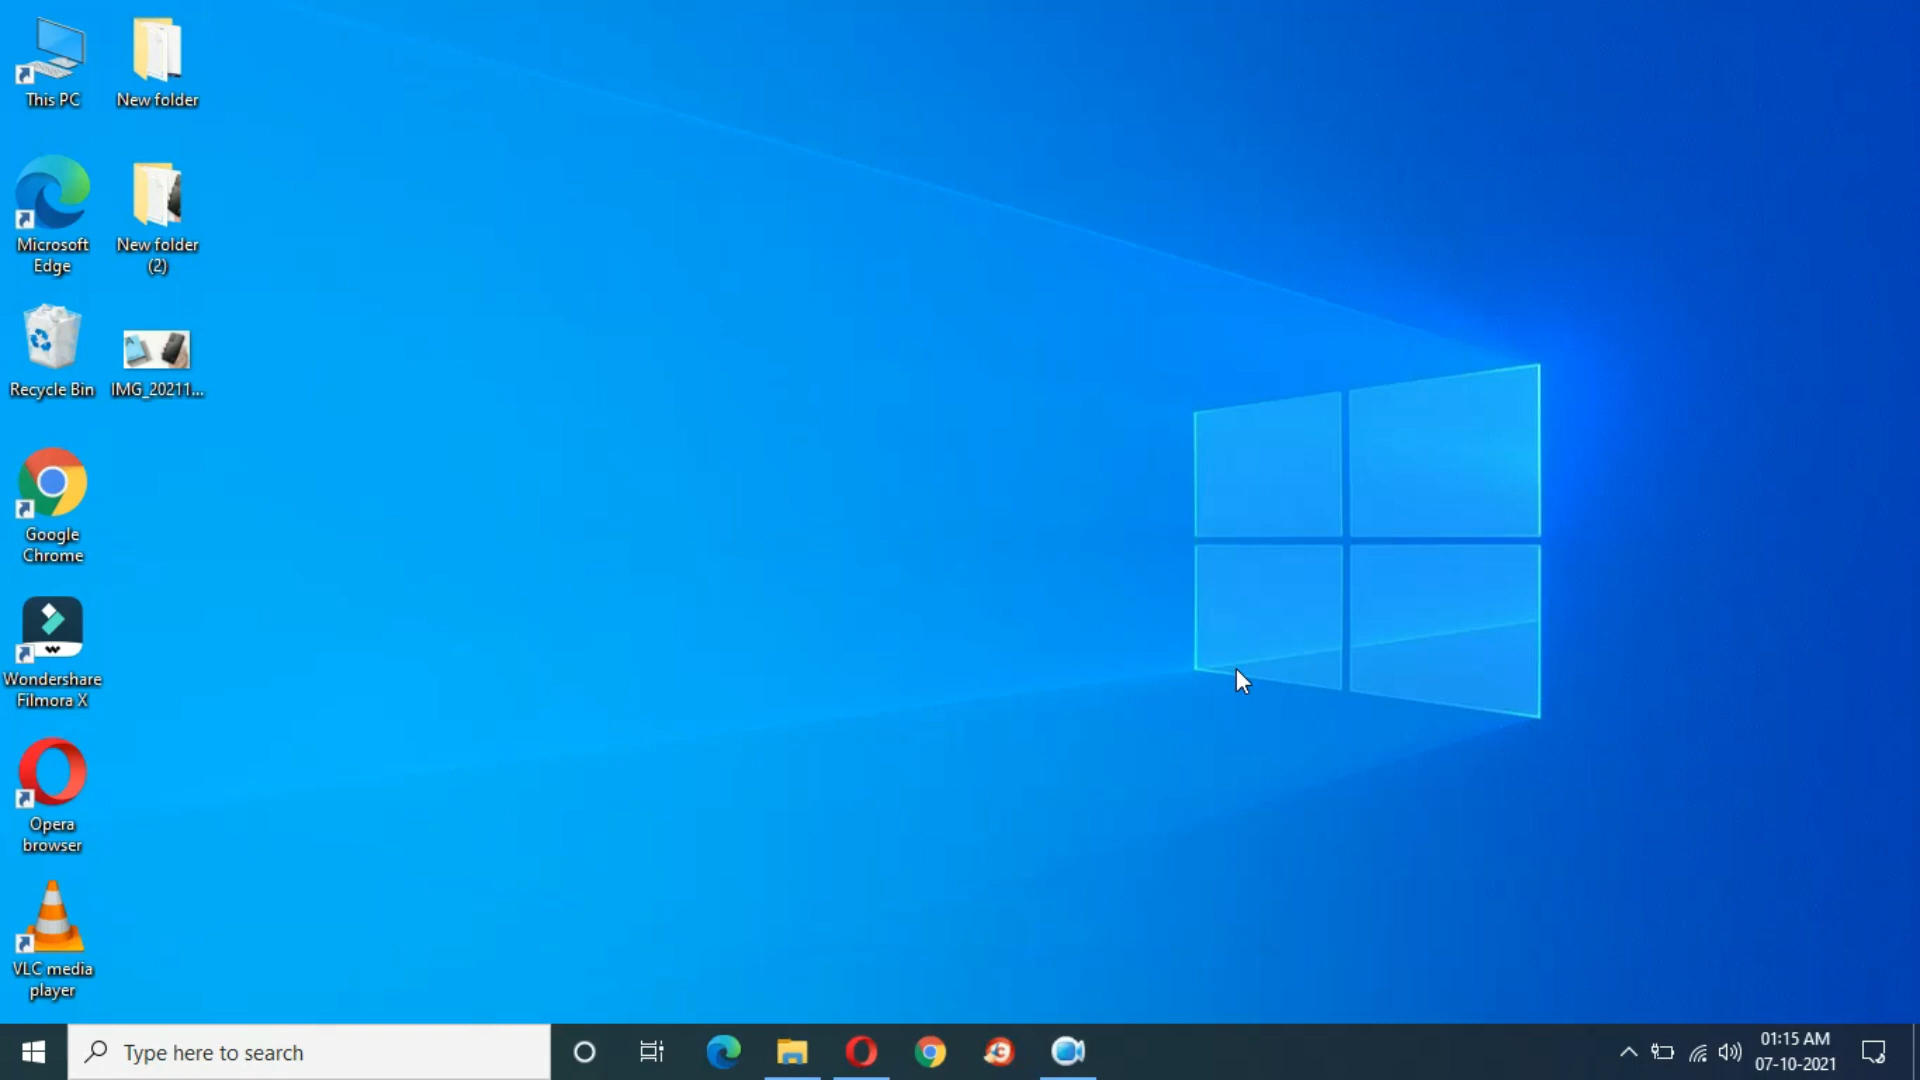 This PC
New folder
Microsoft
Edge
New folder
(2)
Recycle Bin
IMG_20211...
Google
Chrome
Wondershare
Filmora X
Opera
browser
VLC media
player
Type here to search
01:15 AM
07-10-2021